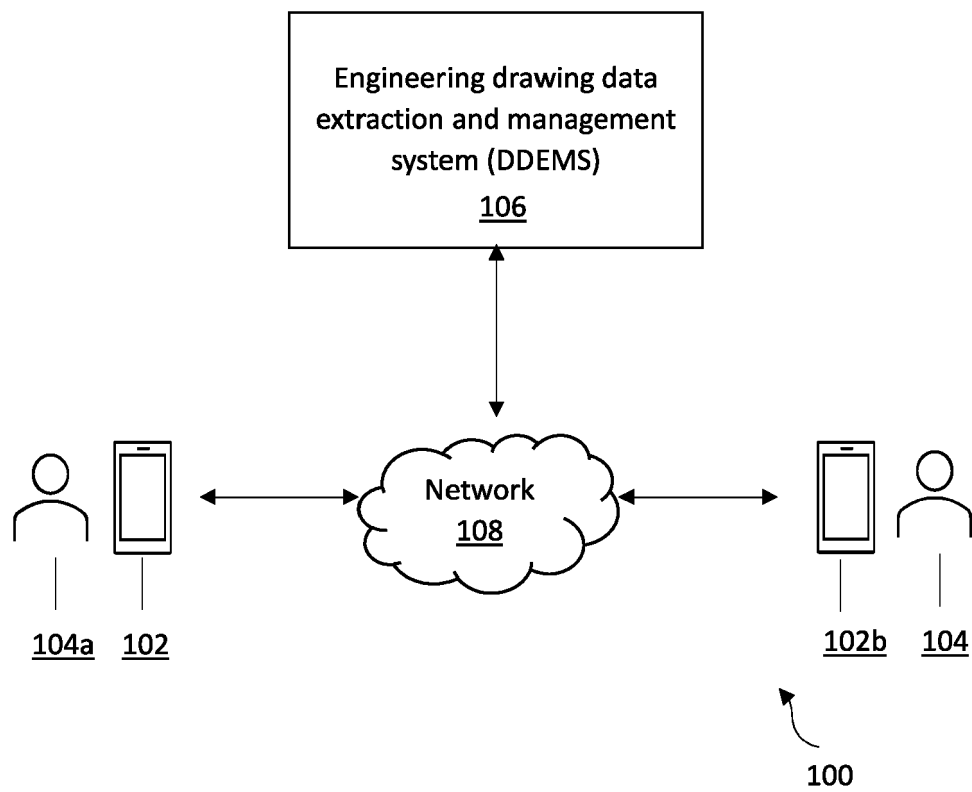 Engineering drawing data
extraction and management
system (DDEMS)
106
Network
108
104a 102 102b 104
100